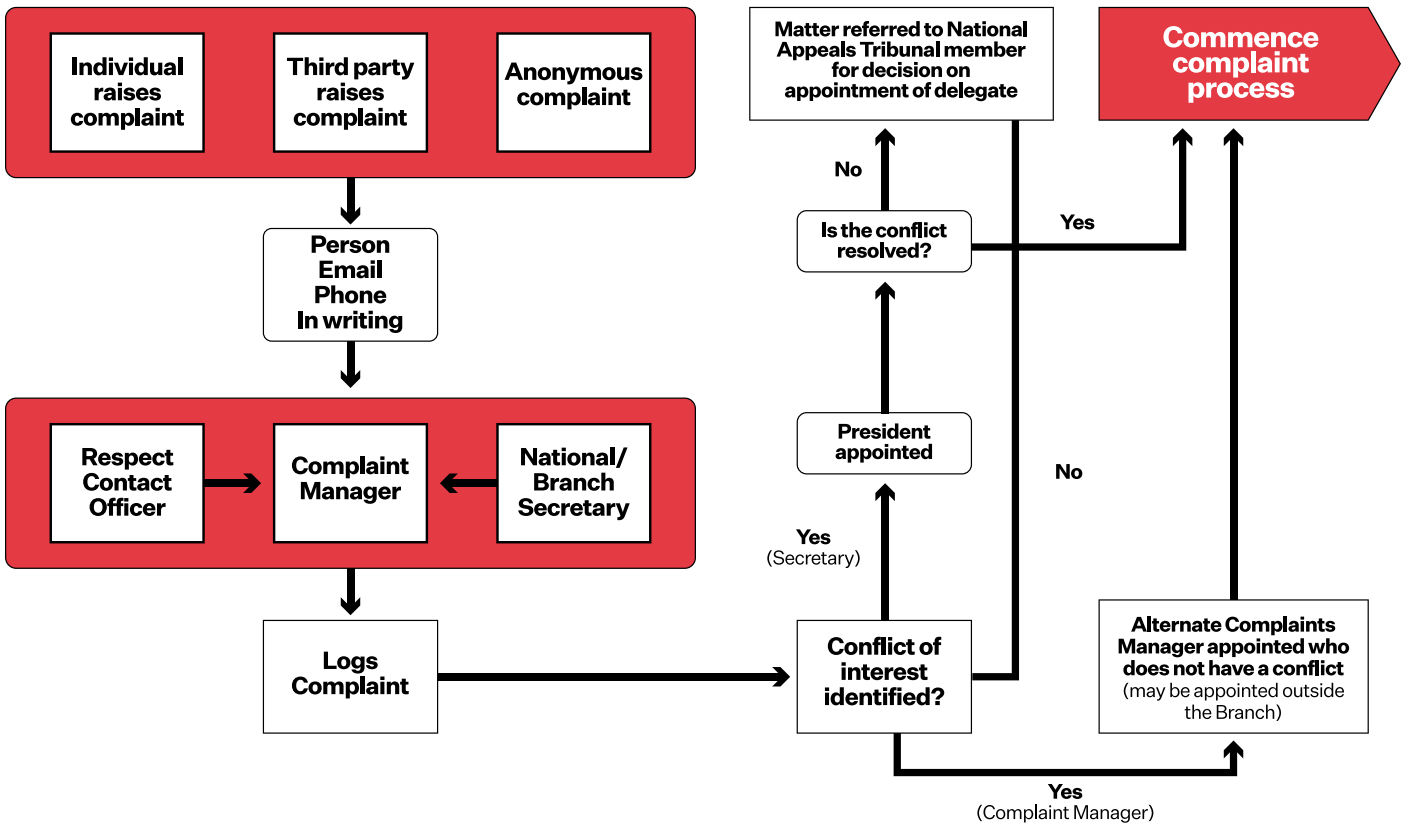 Individual
raises
complaint
Third party
raises
complaint
Anonymous
complaint
Person
Email
Phone
In writing
Respect
Contact
Officer
Complaint
Manager
National/
Branch
Secretary
Logs
Complaint
Conflict of
interest
identified?
Yes
(Secretary)
President
appointed
Is the conflict
resolved?
No
Matter referred to National
Appeals Tribunal member
for decision on
appointment of delegate
Yes
No
Commence
complaint
process
Alternate Complaints
Manager appointed who
does not have a conflict
(may be appointed outside
the Branch)
Yes
(Complaint Manager)